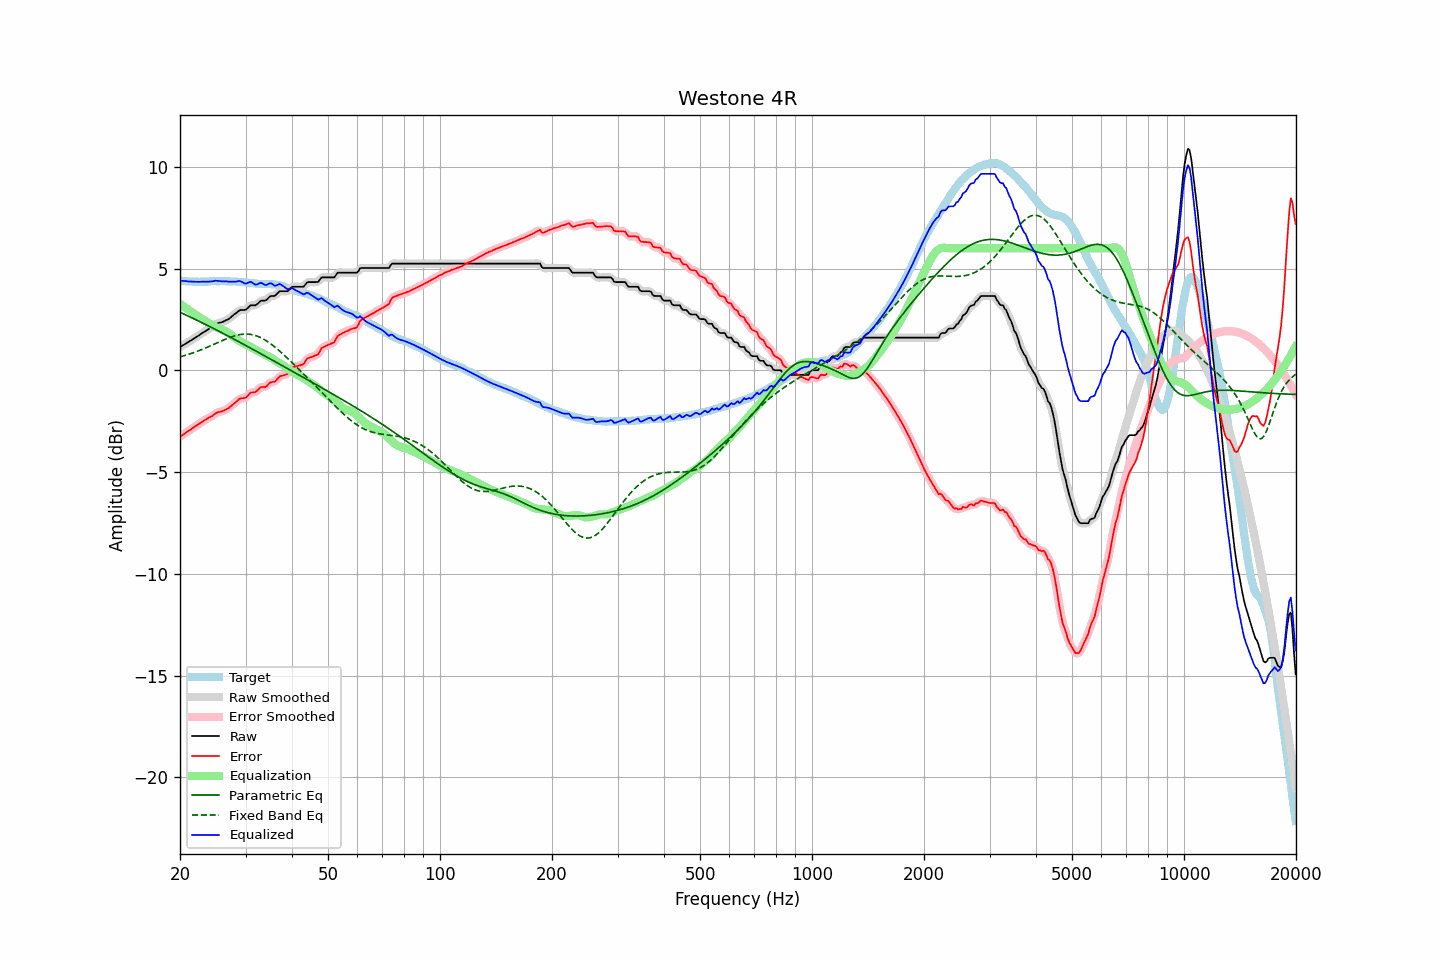 Westone 4R
Amplitude (dBr)
10
5
0
−5
−10
−15
−20
Target
Raw Smoothed
Error Smoothed
Raw
Error
Equalization
Parametric Eq
Fixed Band Eq
Equalized
20 50 100 200 500 1000 2000 5000 10000 20000
Frequency (Hz)